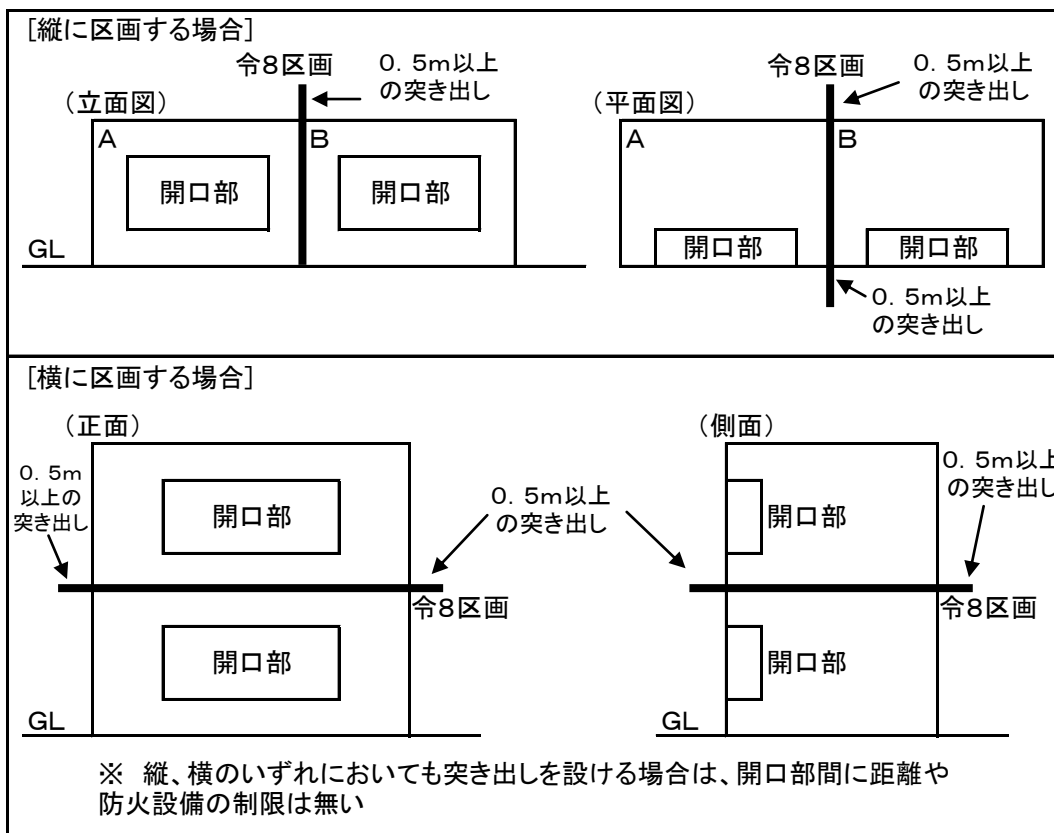 [縦に区画する場合]
令8区画
0．5m以上
の突き出し
（立面図）
A
B
開口部
開口部
GL
令8区画
0．5m以上
の突き出し
（平面図）
A
B
開口部
開口部
0．5m以上
の突き出し
[横に区画する場合]
（正面）
0．5m
以上の
突き出し
開口部
0．5m以上
の突き出し
令8区画
開口部
GL
（側面）
0．5m以上
の突き出し
開口部
令8区画
開口部
GL
※　縦、横のいずれにおいても突き出しを設ける場合は、開口部間に距離や
防火設備の制限は無い